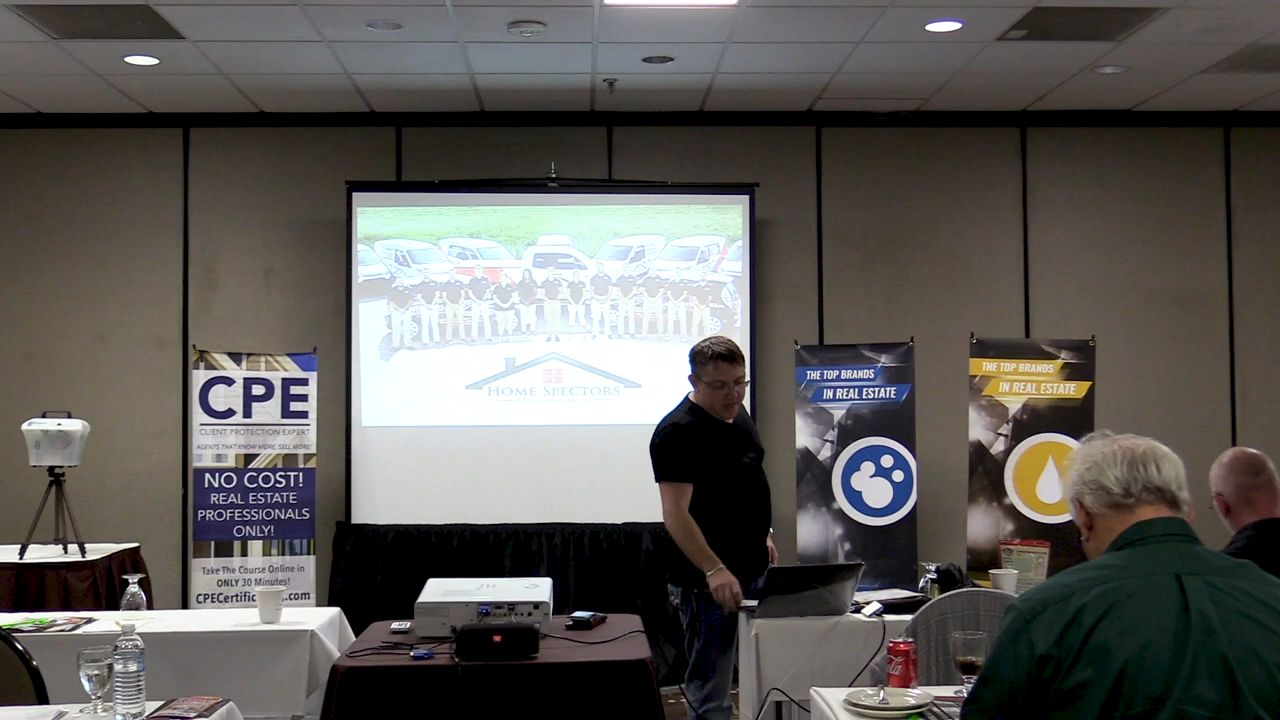 CPE
CLIENT PROTECTION EXPERT
AGENTS THAT KNOW MORE, SELL MORE!
NO COST!
REAL ESTATE
PROFESSIONALS
ONLY!
Take The Course Online in
ONLY 30 Minutes!
HOME SPECTORS
THE TOP BRANDS
IN REAL ESTATE
THE TOP BRANDS
IN REAL ESTATE